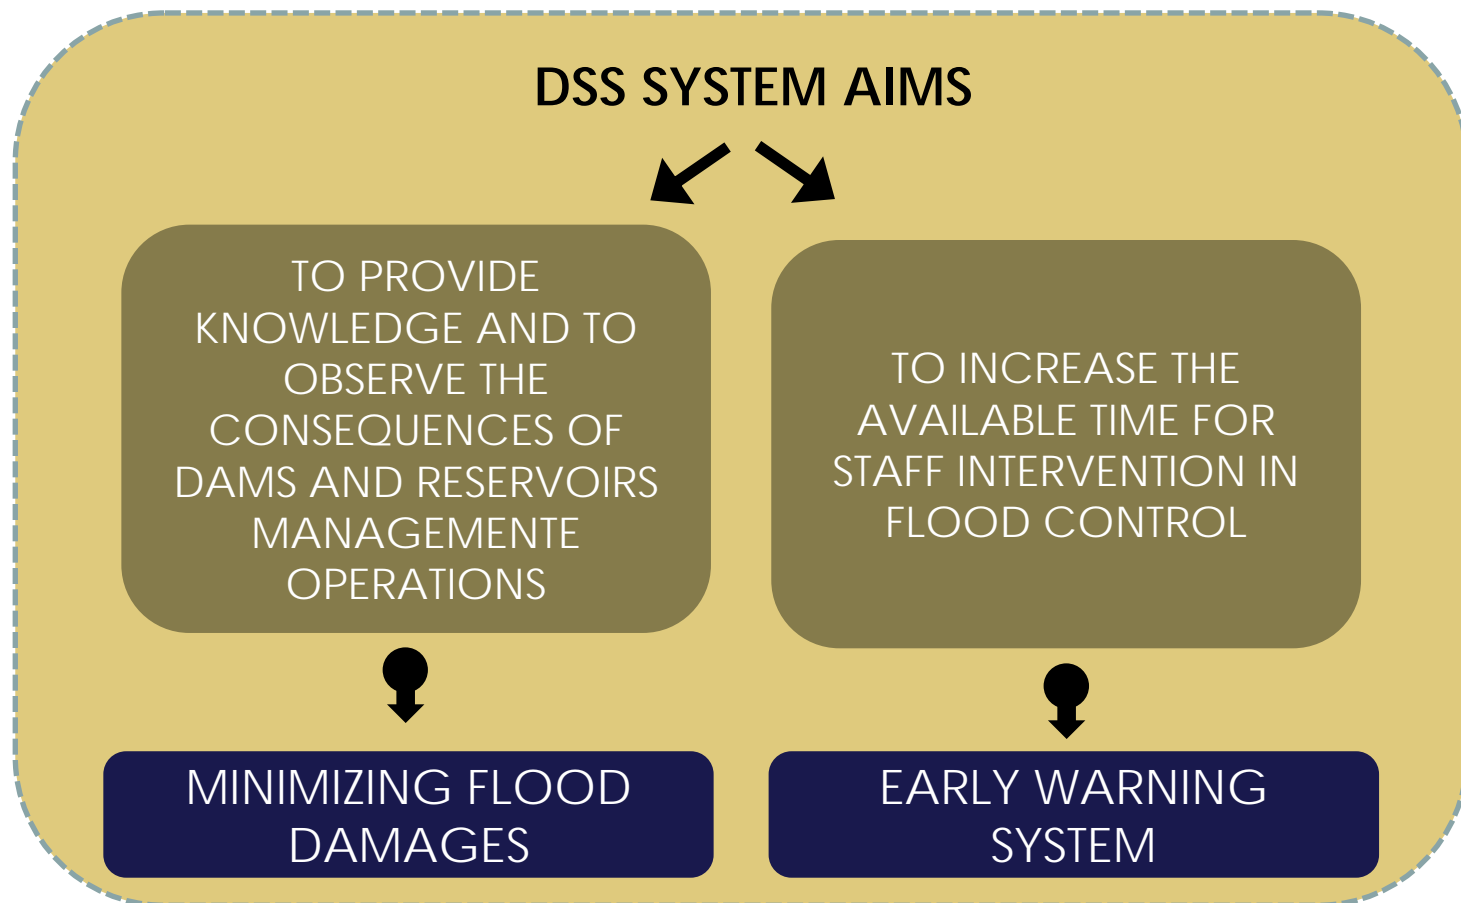 DSS SYSTEM AIMS
TO PROVIDE
KNOWLEDGE AND TO
OBSERVE THE
CONSEQUENCES OF
DAMS AND RESERVOIRS
MANAGEMENTE
OPERATIONS
TO INCREASE THE
AVAILABLE TIME FOR
STAFF INTERVENTION IN
FLOOD CONTROL
MINIMIZING FLOOD
DAMAGES
EARLY WARNING
SYSTEM